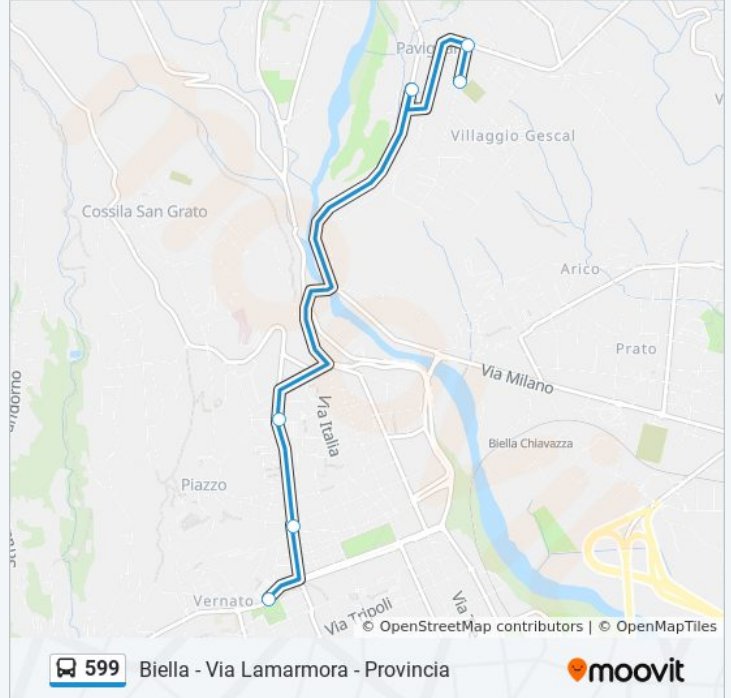 Villaggio Gescal
Cossila San Grato
Arico
Prato
Via Milano
Via Italia
Biella Chiavazza
Piazzo
Vernato
Via Tripoli
© OpenStreetMap contributors | © OpenMapTiles
599 Biella - Via Lamarmora - Provincia
moovit